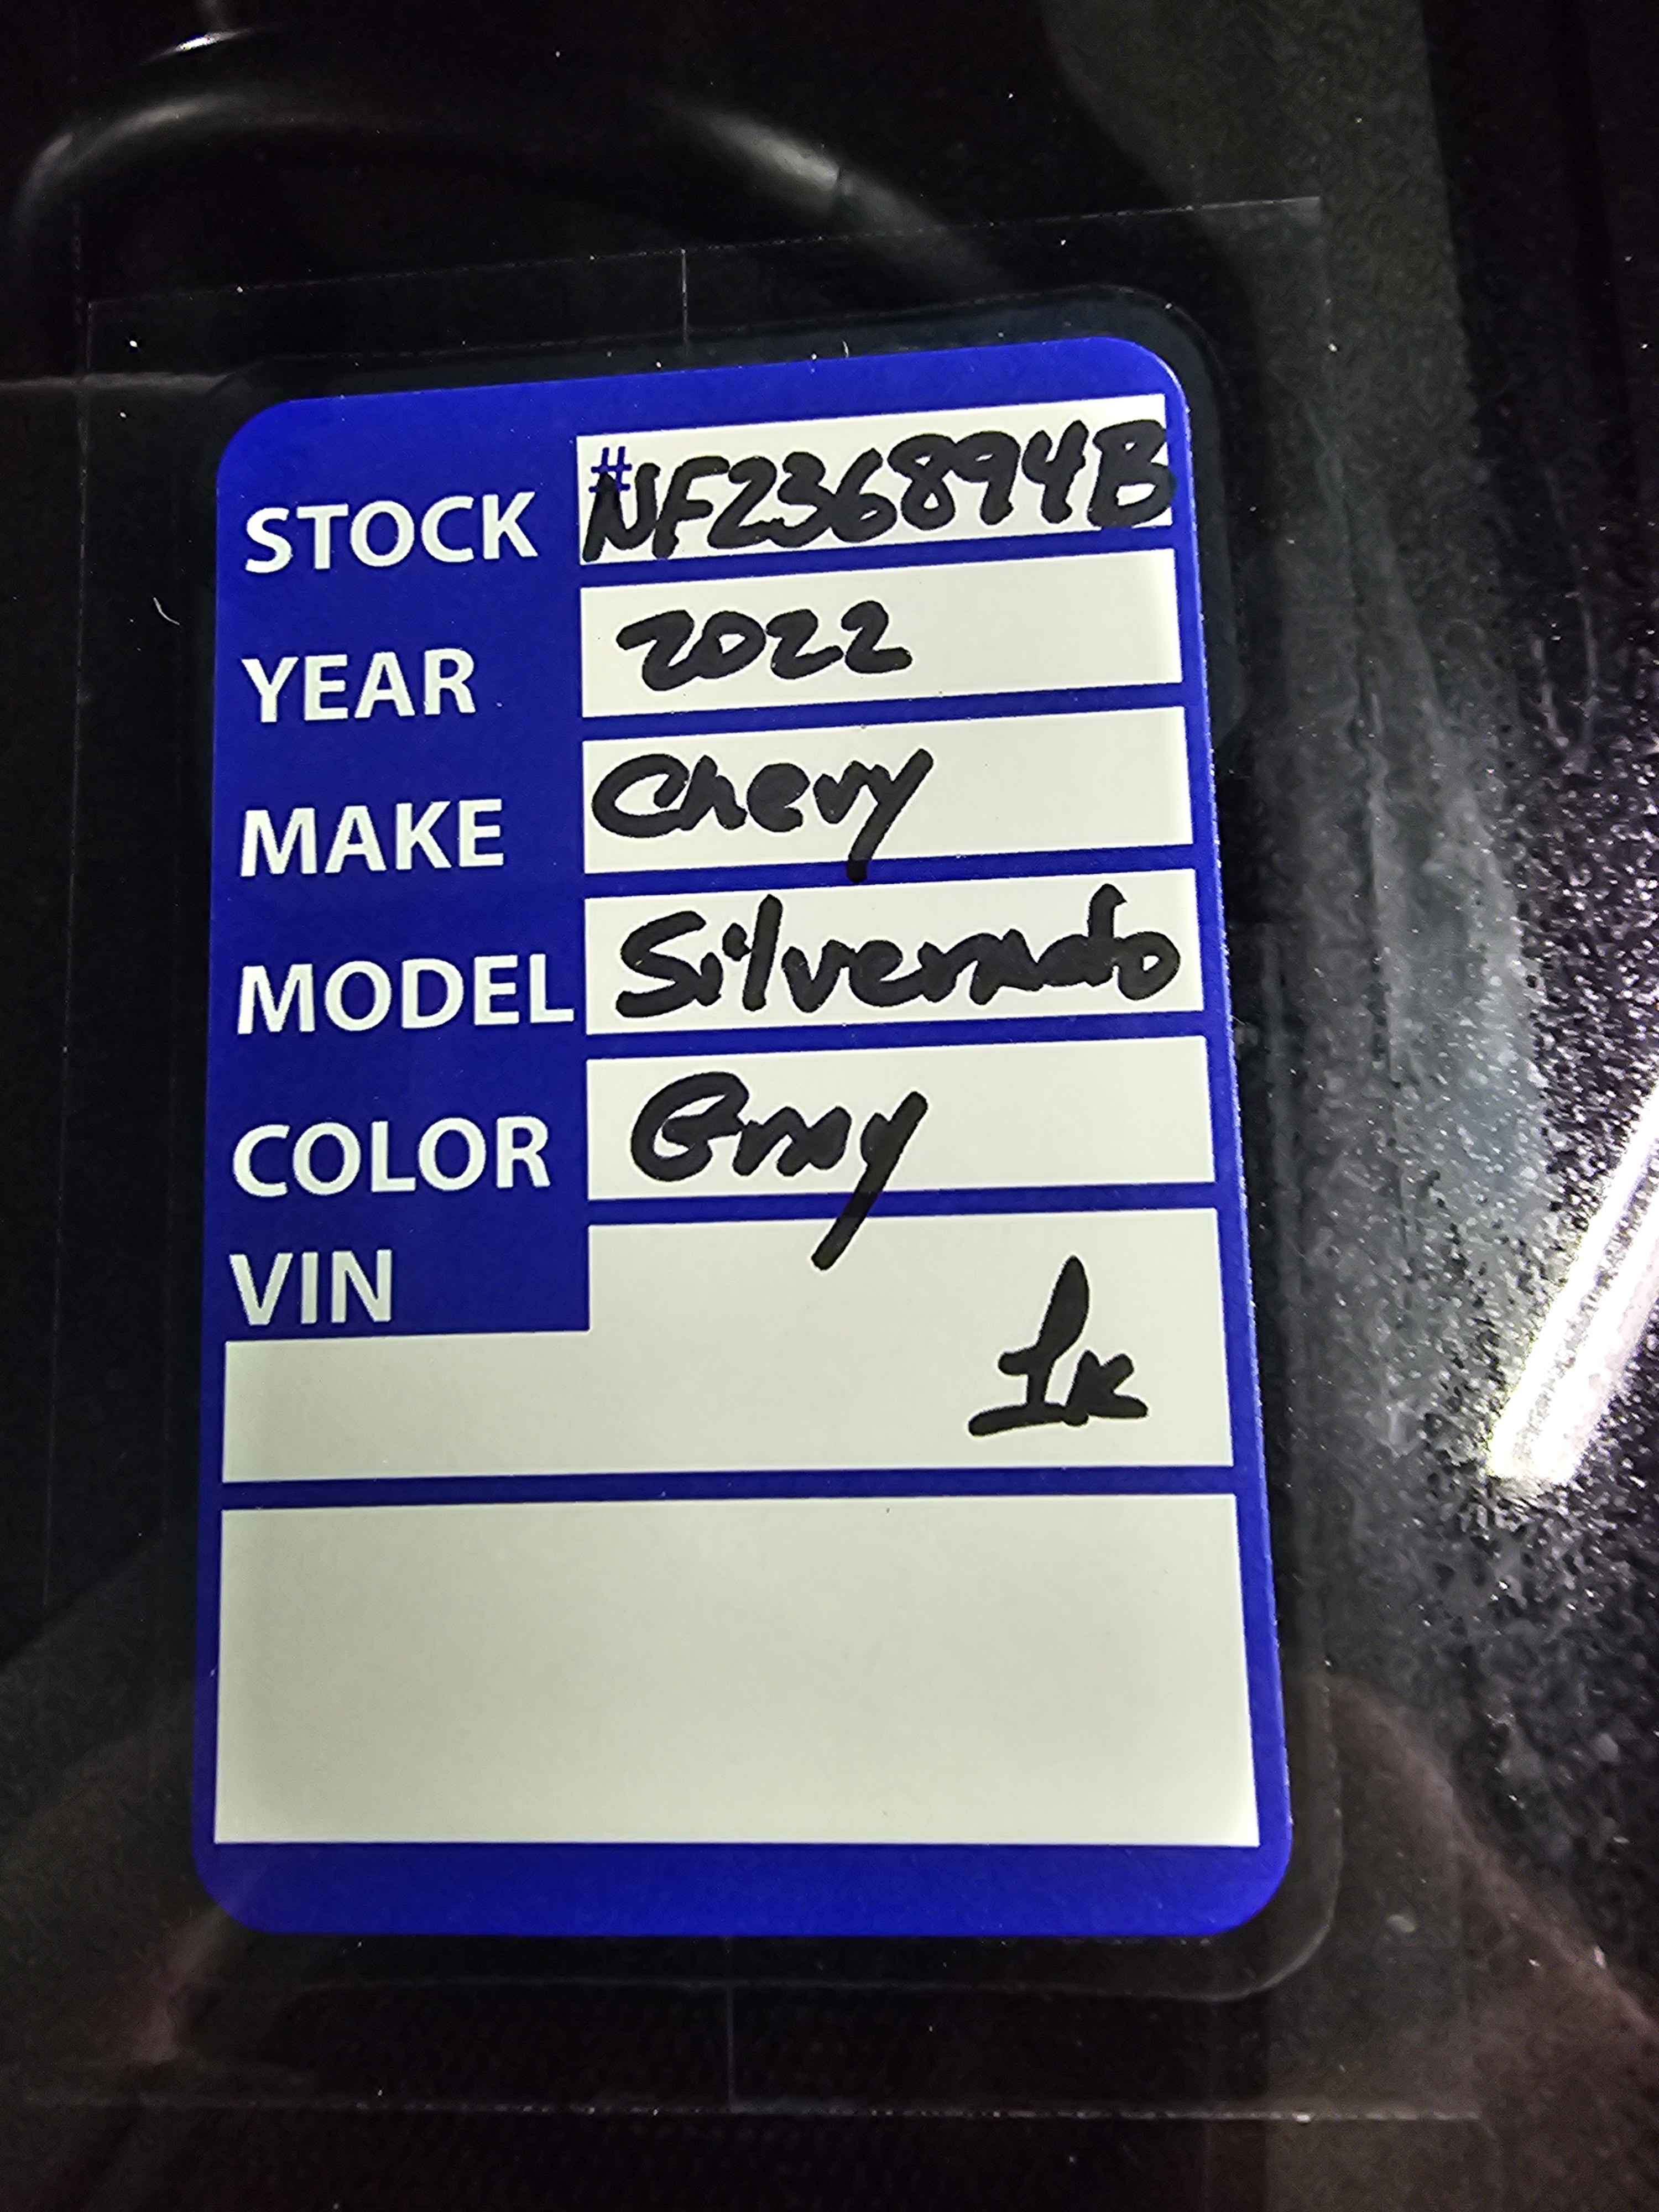 STOCK #NF236894B
YEAR 2022
MAKE Chevy
MODEL Silverado
COLOR Gray
VIN
1k